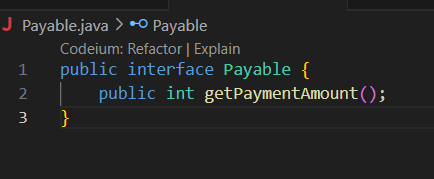 J Payable.java > Payable
Codeium: Refactor | Explain
1 public interface Payable {
2     public int getPaymentAmount();
3 }